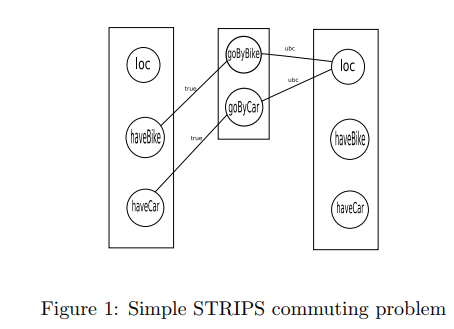 loc
haveBike
haveCar
true
true
goByBike
goByCar
ubc
ubc
loc
haveBike
haveCar
Figure 1: Simple STRIPS commuting problem